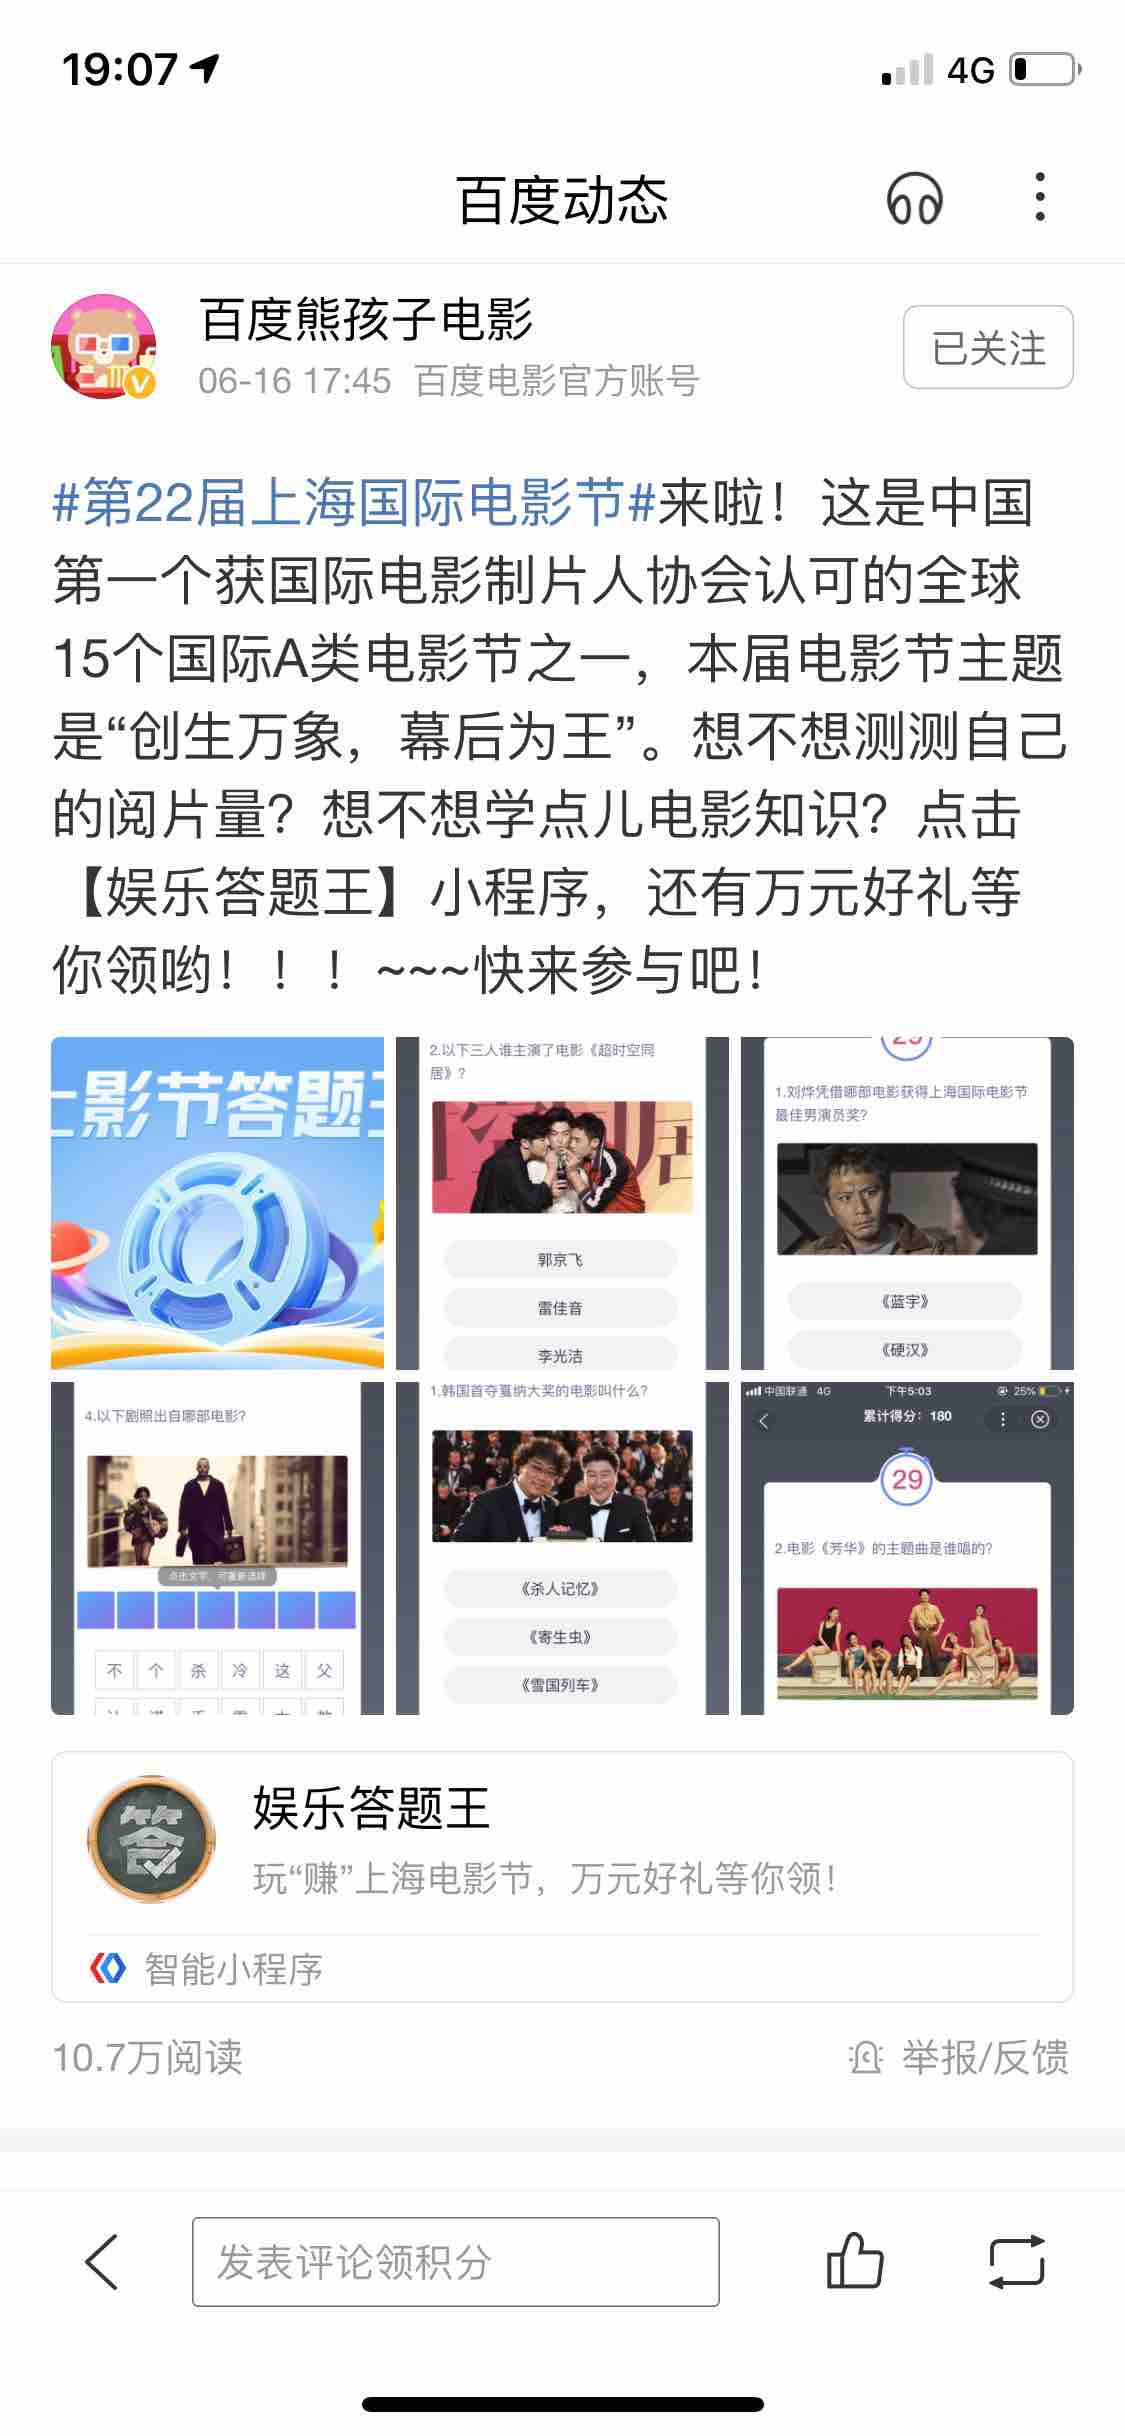 19:07
4G
百度动态
百度熊孩子电影
已关注
06-16 17:45 百度电影官方账号
#第22届上海国际电影节#来啦！这是中国
第一个获国际电影制片人协会认可的全球
15个国际A类电影节之一，本届电影节主题
是“创生万象，幕后为王”。想不想测测自己
的阅片量？想不想学点儿电影知识？点击
【娱乐答题王】小程序，还有万元好礼等
你领哟！！！~~~快来参与吧！
上影节答题王
2.以下三人谁主演了电影《超时空同
居》？
郭京飞
雷佳音
李光洁
29
1.刘烨凭借哪部电影获得上海国际电影节
最佳男演员奖?
《蓝宇》
《硬汉》
4.以下剧照出自哪部电影?
点击文字，可重新选择
不 个 杀 冷 这 父
1.韩国首夺戛纳大奖的电影叫什么?
《杀人记忆》
《寄生虫》
《雪国列车》
中国联通 4G 下午5:03 25%
累计得分：180
29
2.电影《芳华》的主题曲是谁唱的?
答
娱乐答题王
玩“赚”上海电影节，万元好礼等你领！
智能小程序
10.7万阅读
举报/反馈
发表评论领积分